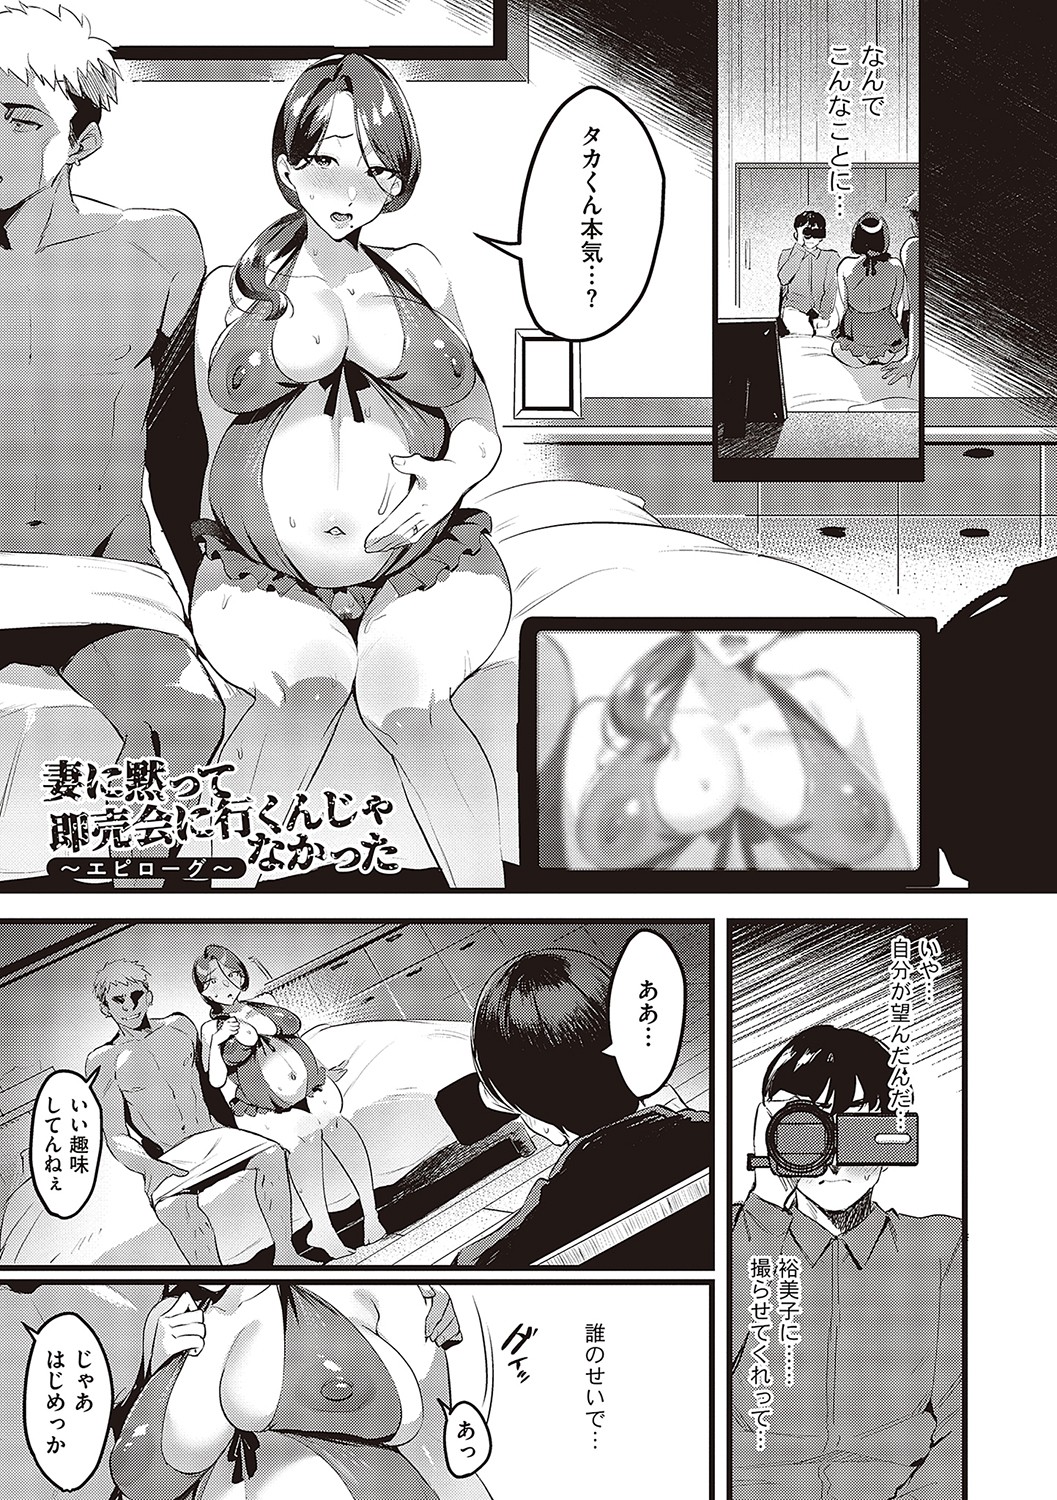 なんで
こんなことに…
タカくん本気…？
妻に黙って
即売会に行くんじゃ
なかった
～エピローグ～
いや…
自分が望んだんだ…
裕美子に……
撮らせてくれって…
ああ…
いい趣味
してんねぇ
誰のせいで…
グイッ
あっ
じゃあ
はじめっか